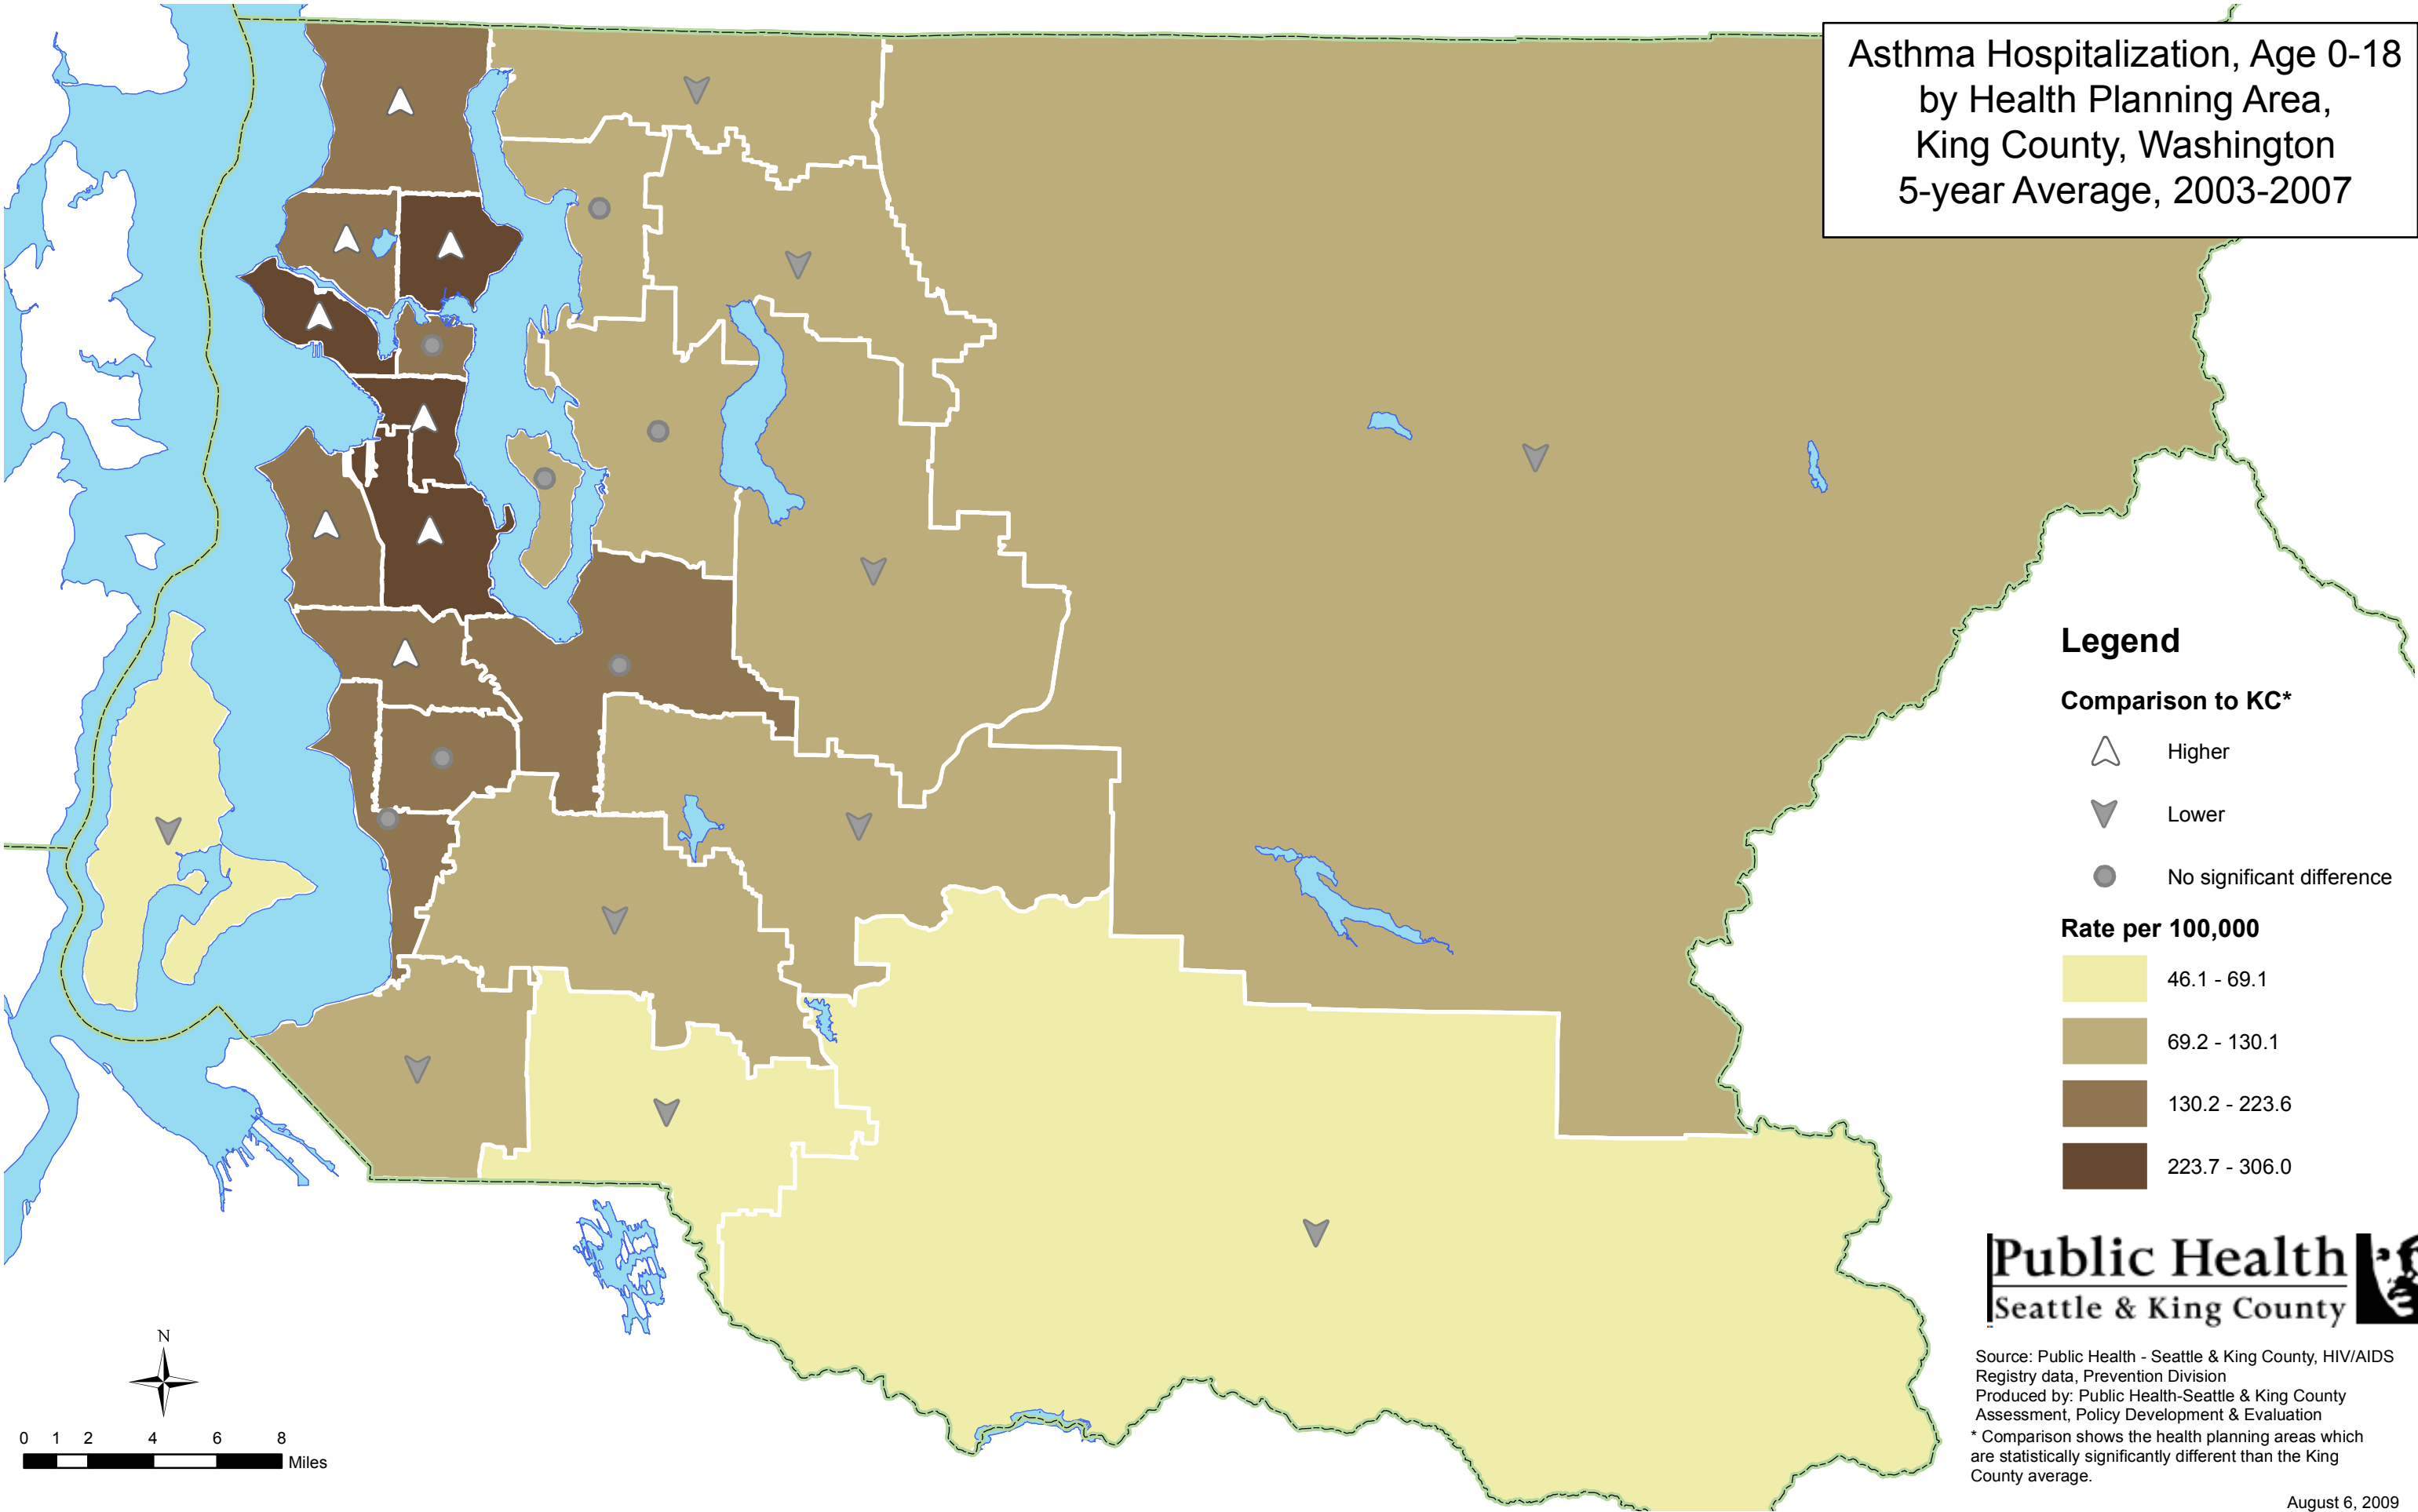 Asthma Hospitalization, Age 0-18
by Health Planning Area,
King County, Washington
5-year Average, 2003-2007
Legend
Comparison to KC*
Higher
Lower
No significant difference
Rate per 100,000
46.1 - 69.1
69.2 - 130.1
130.2 - 223.6
223.7 - 306.0
Public Health
Seattle & King County
Source: Public Health - Seattle & King County, HIV/AIDS
Registry data, Prevention Division
Produced by: Public Health-Seattle & King County
Assessment, Policy Development & Evaluation
* Comparison shows the health planning areas which
are statistically significantly different than the King
County average.
August 6, 2009
N
0 1 2 4 6 8
Miles